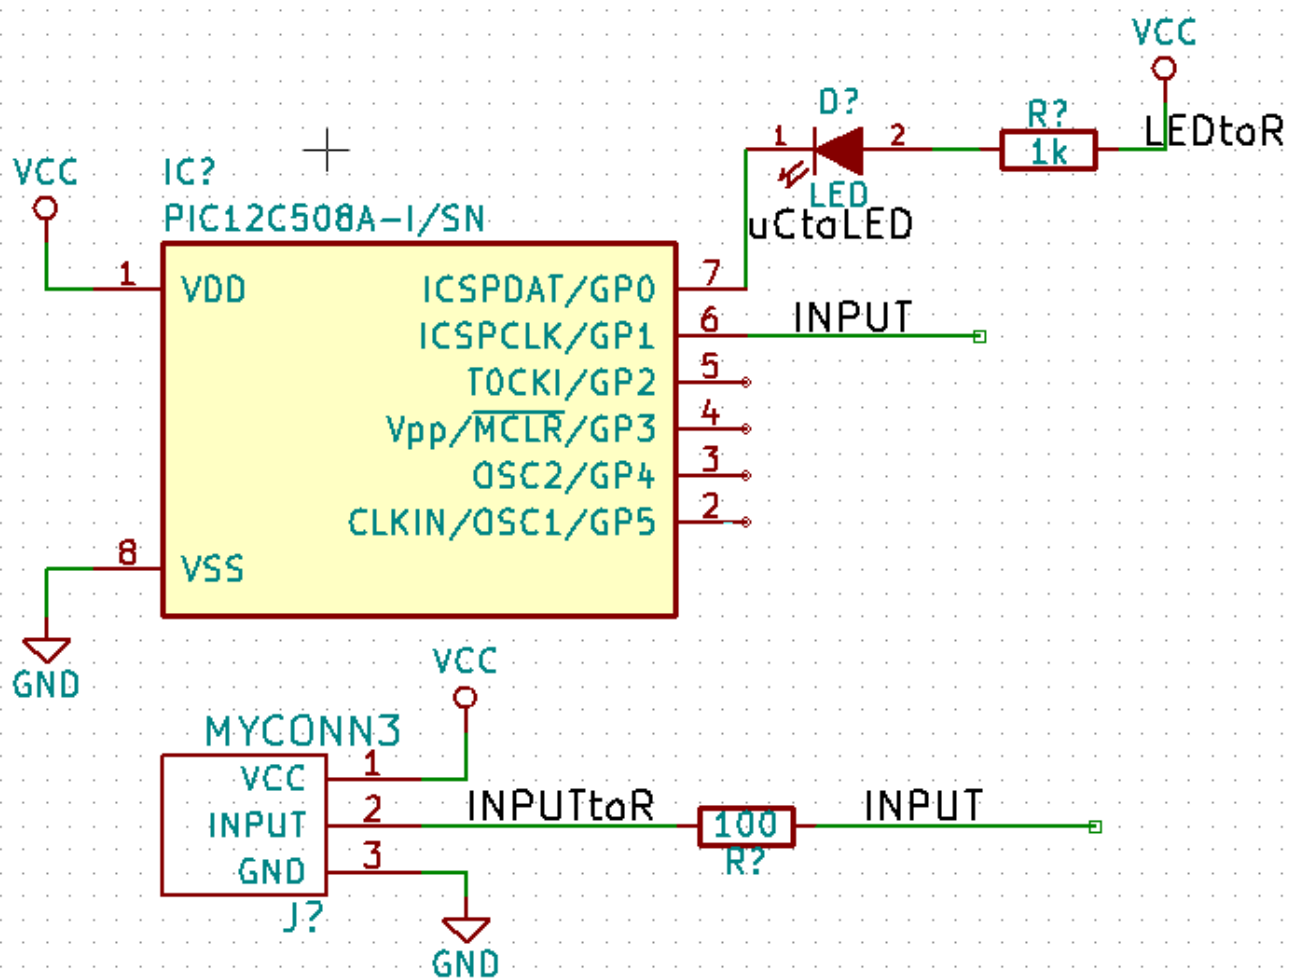 VCC
D?
R?
LEDtoR
1
2
1k
VCC
IC?
LED
PIC12C508A-I/SN
uCtoLED
1
VDD
ICSPDAT/GP0
7
ICSPCLK/GP1
6
INPUT
T0CKI/GP2
5
Vpp/MCLR/GP3
4
OSC2/GP4
3
CLKIN/OSC1/GP5
2
8
VSS
GND
VCC
MYCONN3
VCC
1
INPUT
2
INPUTtoR
100
INPUT
GND
3
R?
J?
GND